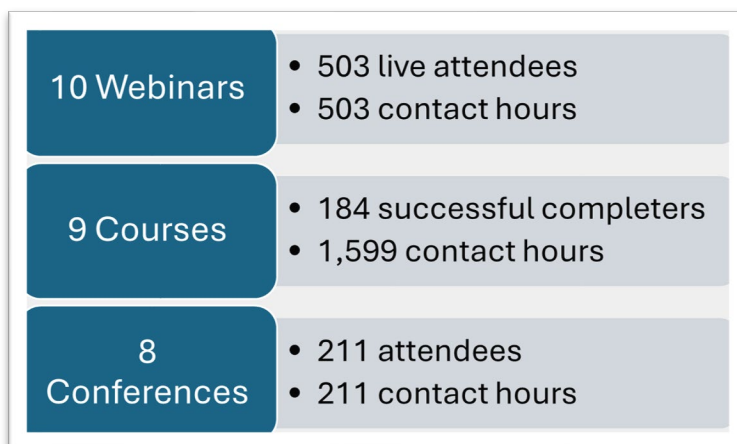 10 Webinars
• 503 live attendees
• 503 contact hours
9 Courses
• 184 successful completers
• 1,599 contact hours
8
Conferences
• 211 attendees
• 211 contact hours